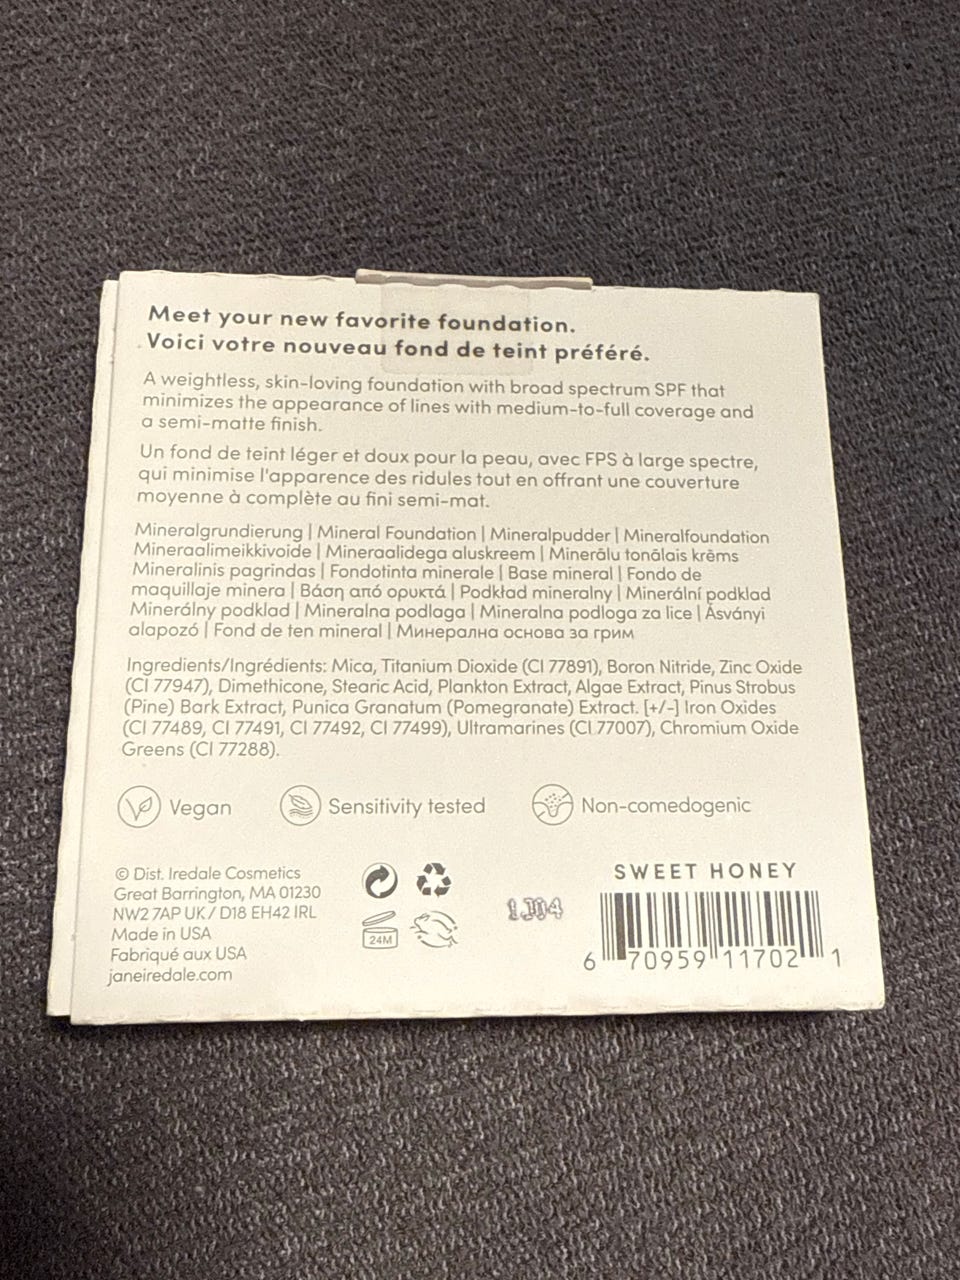 Meet your new favorite foundation.
Voici votre nouveau fond de teint préféré.
A weightless, skin-loving foundation with broad spectrum SPF that
minimizes the appearance of lines with medium-to-full coverage and
a semi-matte finish.
Un fond de teint léger et doux pour la peau, avec FPS à large spectre,
qui minimise l'apparence des ridules tout en offrant une couverture
moyenne à complète au fini semi-mat.
Mineralgrundierung | Mineral Foundation | Mineralpudder | Mineralfoundation
Mineraalimeikkivoide | Mineraalidega aluskreem | Minerālu tonālais krēms
Mineralinis pagrindas | Fondotinta minerale | Base mineral | Fondo de
maquillaje minera | Βάση από ορυκτά | Podkład mineralny | Minerální podklad
Minerálny podklad | Mineralna podlaga | Mineralna podloga za lice | Ásványi
alapozó | Fond de ten mineral | Минерална основа за грим
Ingredients/Ingrédients: Mica, Titanium Dioxide (CI 77891), Boron Nitride, Zinc Oxide
(CI 77947), Dimethicone, Stearic Acid, Plankton Extract, Algae Extract, Pinus Strobus
(Pine) Bark Extract, Punica Granatum (Pomegranate) Extract. [+/-] Iron Oxides
(CI 77489, CI 77491, CI 77492, CI 77499), Ultramarines (CI 77007), Chromium Oxide
Greens (CI 77288).
Vegan
Sensitivity tested
Non-comedogenic
© Dist. Iredale Cosmetics
Great Barrington, MA 01230
NW2 7AP UK / D18 EH42 IRL
Made in USA
Fabriqué aux USA
janeiredale.com
24M
1J04
SWEET HONEY
6 70959 11702 1